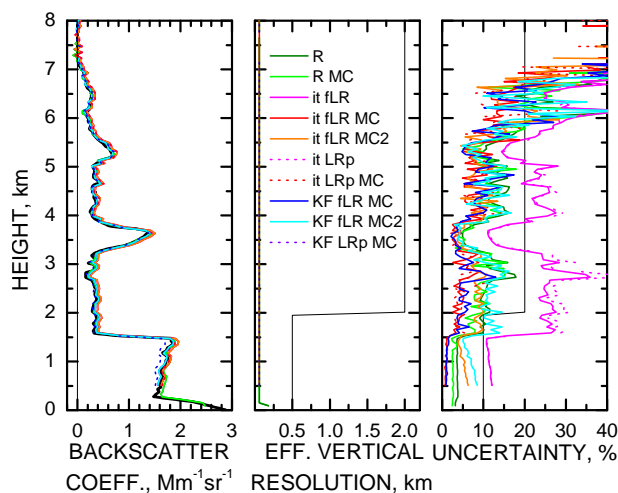 8
7
6
5
4
3
2
1
0
HEIGHT, km
R
R MC
it fLR
it fLR MC
it fLR MC2
it LRp
it LRp MC
KF fLR MC
KF fLR MC2
KF LRp MC
0 1 2 3
0.5 1.0 1.5 2.0
0 10 20 30 40
BACKSCATTER EFF. VERTICAL UNCERTAINTY, %
COEFF., Mm⁻¹sr⁻¹ RESOLUTION, km